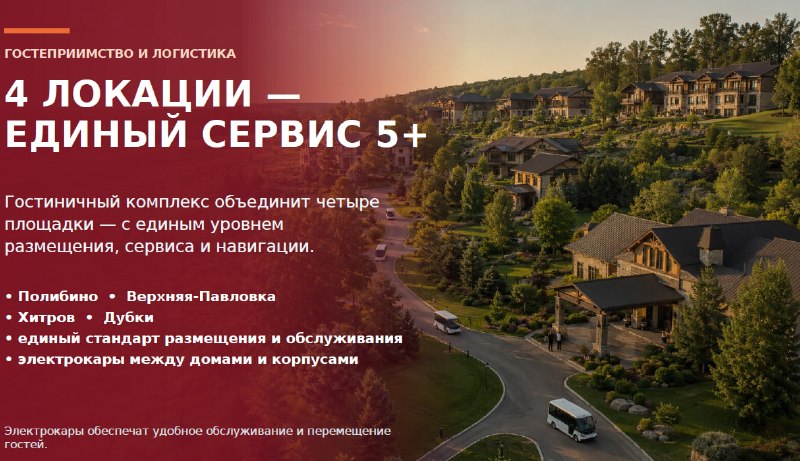 ГОСТЕПРИИМСТВО И ЛОГИСТИКА
4 ЛОКАЦИИ —
ЕДИНЫЙ СЕРВИС 5+
Гостиничный комплекс объединит четыре
площадки — с единым уровнем
размещения, сервиса и навигации.
• Полибино • Верхняя-Павловка
• Хитров • Дубки
• единый стандарт размещения и обслуживания
• электрокары между домами и корпусами
Электрокары обеспечат удобное обслуживание и перемещение
гостей.